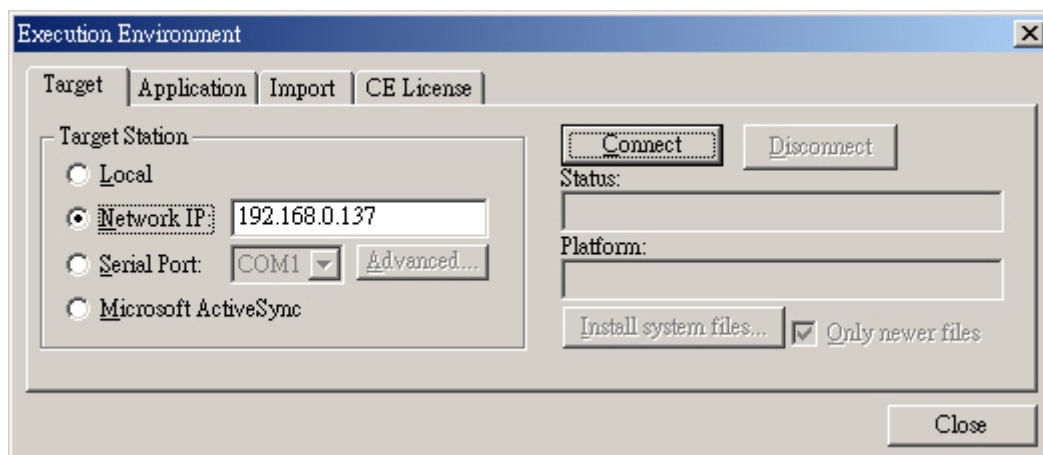 Execution Environment
Target Application Import CE License
Target Station
Local
Network IP: 192.168.0.137
Serial Port: COM1 Advanced...
Microsoft ActiveSync
Connect Disconnect
Status:
Platform:
Install system files... Only newer files
Close